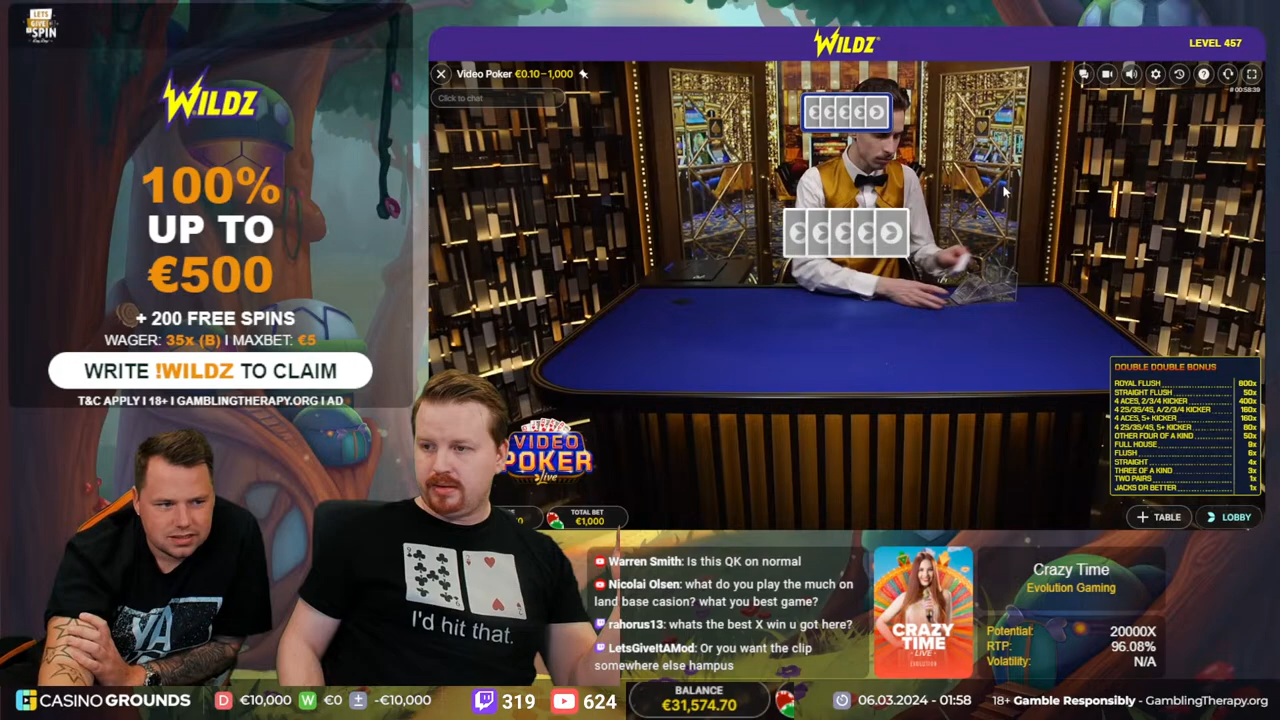 LETS
GIVE IT
A SPIN
WILDZ
100%
UP TO
€500
+ 200 FREE SPINS
WAGER: 35x (B) I MAXBET: €5
WRITE !WILDZ TO CLAIM
T&C APPLY I 18+ I GAMBLINGTHERAPY.ORG I AD
WILDZ
LEVEL 457
Video Poker €0.10–1,000
Click to chat
#00:58:39
DOUBLE DOUBLE BONUS
ROYAL FLUSH 800x
STRAIGHT FLUSH 50x
4 ACES, 2/3/4 KICKER 400x
4 2S/3S/4S, A/2/3/4 KICKER 160x
4 ACES, 5+ KICKER 160x
4 2S/3S/4S, 5+ KICKER 80x
OTHER FOUR OF A KIND 50x
FULL HOUSE 9x
FLUSH 6x
STRAIGHT 4x
THREE OF A KIND 3x
TWO PAIRS 1x
JACKS OR BETTER 1x
VIDEO
POKER
live
TOTAL BET
€1,000
+ TABLE
LOBBY
I'd hit that.
Warren Smith: Is this QK on normal
Nicolai Olsen: what do you play the much on
land base casion? what you best game?
rahorus13: whats the best X win u got here?
LetsGiveItAMod: Or you want the clip
somewhere else hampus
CRAZY
TIME
LIVE
EVOLUTION
Crazy Time
Evolution Gaming
Potential: 20000X
RTP: 96.08%
Volatility: N/A
CASINOGROUNDS
D €10,000 W €0 ± -€10,000
319
624
BALANCE
€31,574.70
06.03.2024 - 01:58
18+ Gamble Responsibly - GamblingTherapy.org